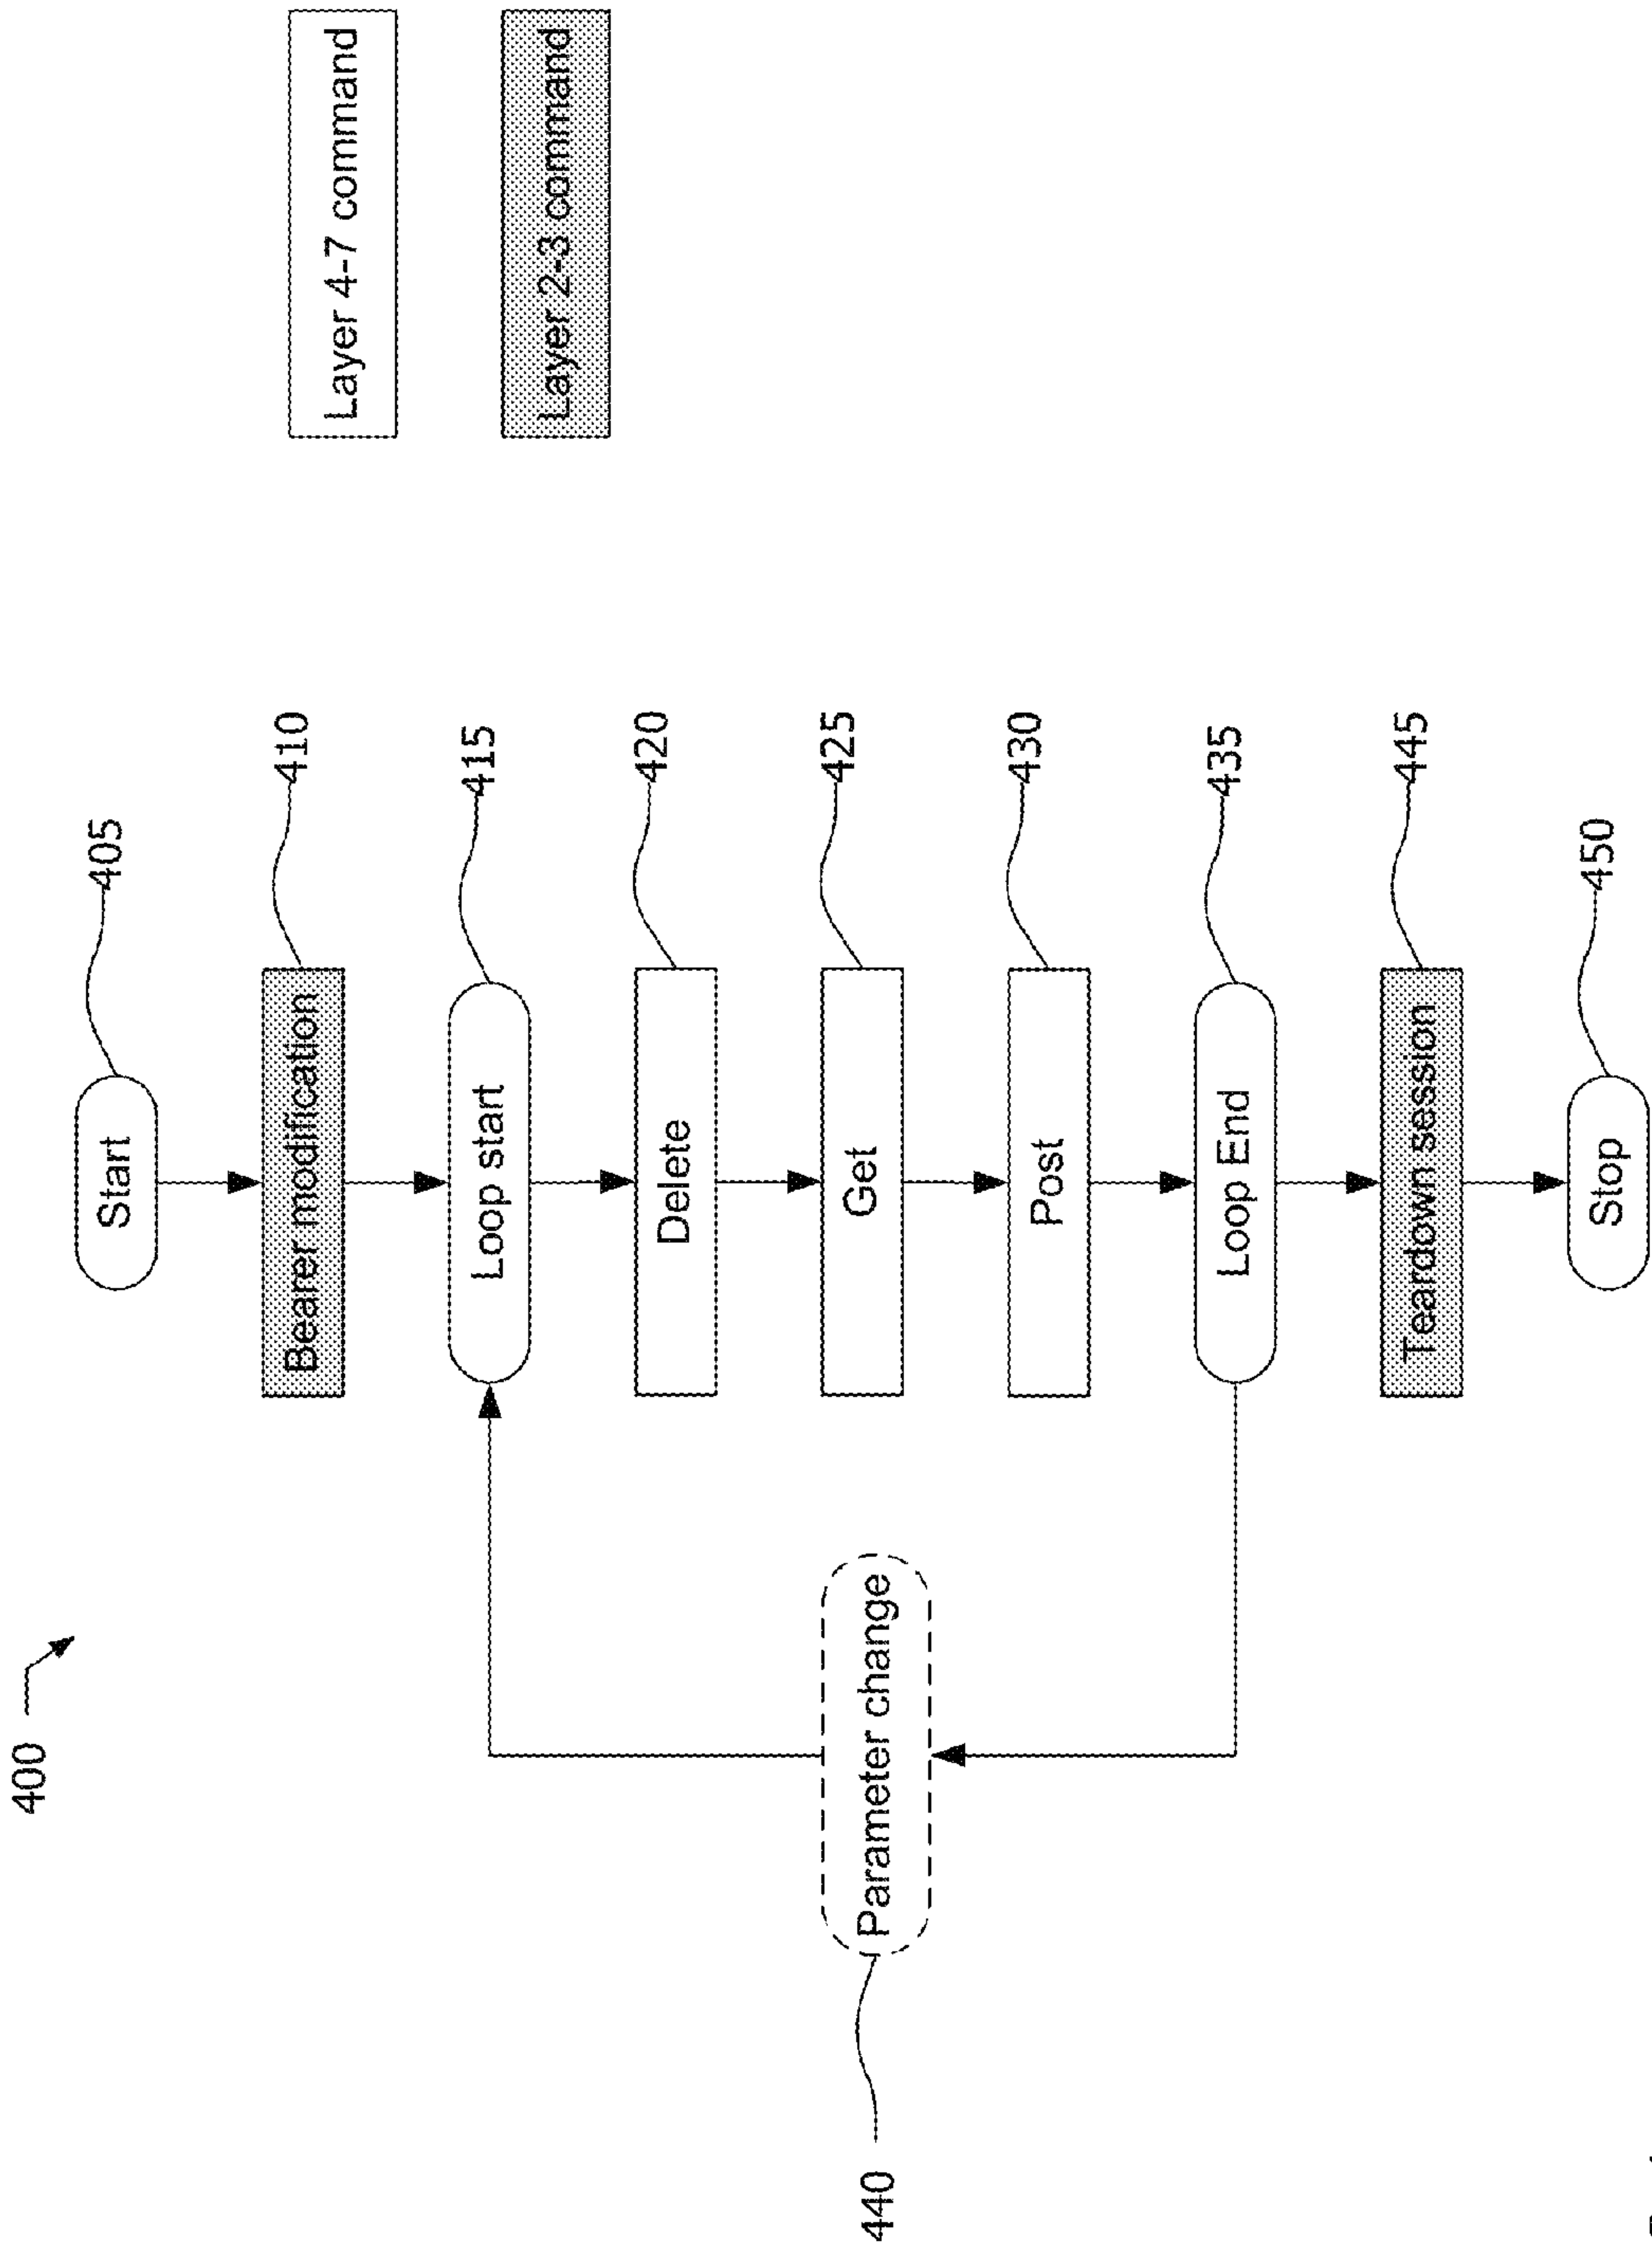 400
Start
405
Bearer modification
410
Loop start
415
Delete
420
Get
425
Post
430
Loop End
435
Parameter change
440
Teardown session
445
Stop
450
Layer 4-7 command
Layer 2-3 command